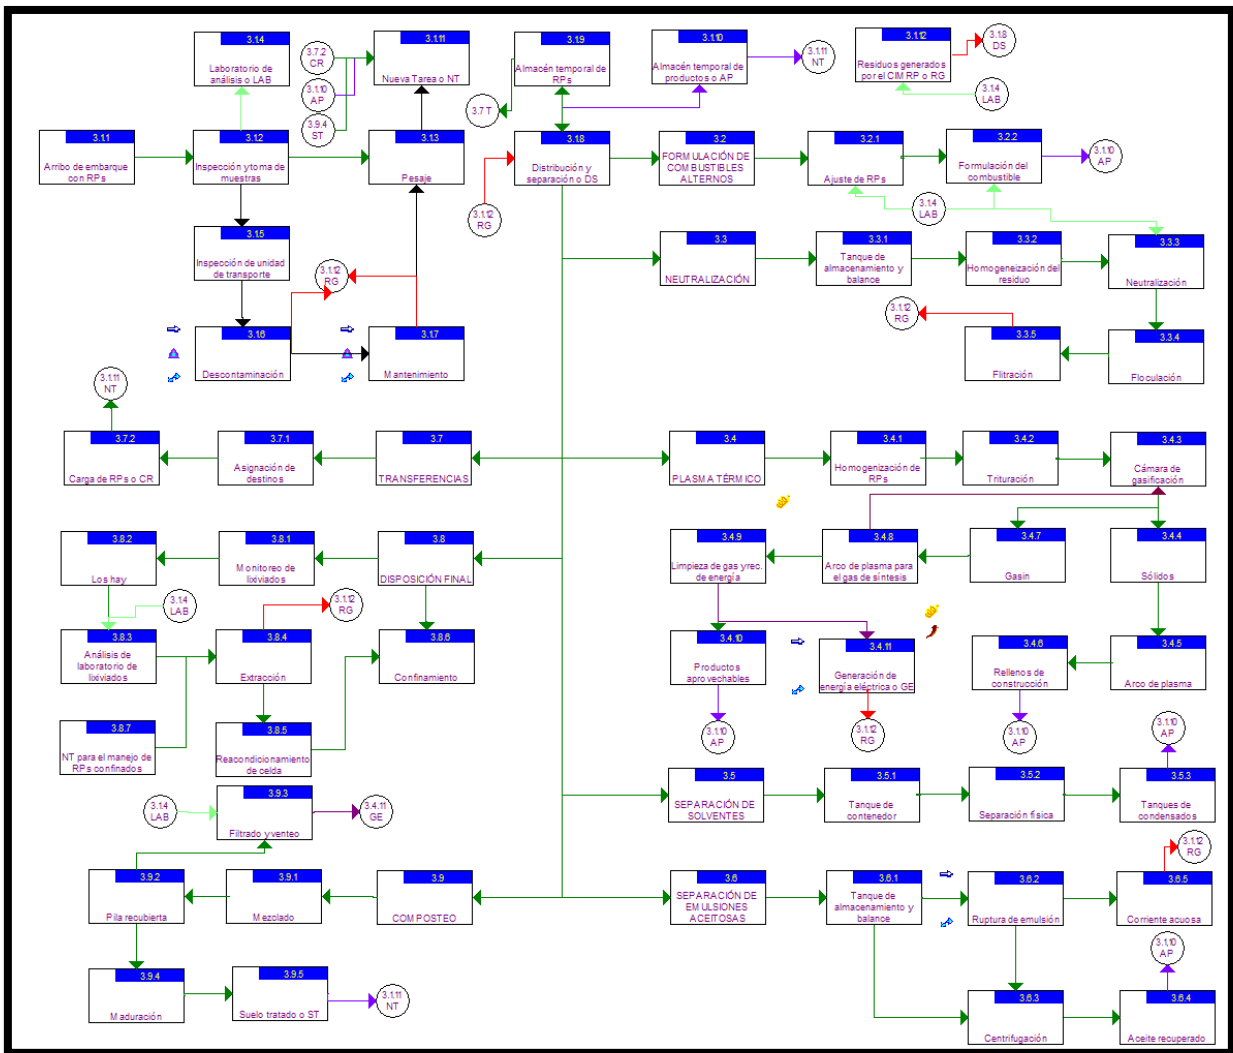 3.1.4
Laboratorio de
análisis o LAB
3.7.2
CR
3.1.10
AP
3.9.4
ST
3.1.11
Nueva Tarea o NT
3.1.9
Almacén temporal de
RPs
3.7 T
3.1.10
Almacén temporal de
productos o AP
3.1.11
NT
3.1.12
Residuos generados
por el CIM RP o RG
3.1.8
DS
3.1.4
LAB
3.1.1
Arribo de embarque
con RPs
3.1.2
Inspección y toma de
muestras
3.1.3
Pesaje
3.1.8
Distribución y
separación o DS
3.1.12
RG
3.2
FORMULACIÓN DE
COMBUSTIBLES
ALTERNOS
3.2.1
Ajuste de RPs
3.2.2
Formulación del
combustible
3.1.10
AP
3.1.4
LAB
3.1.5
Inspección de unidad
de transporte
3.1.12
RG
3.3
NEUTRALIZACIÓN
3.3.1
Tanque de
almacenamiento y
balance
3.3.2
Homogeneización del
residuo
3.3.3
Neutralización
3.1.6
Descontaminación
3.1.7
Mantenimiento
3.1.12
RG
3.3.5
Flitración
3.3.4
Floculación
3.1.11
NT
3.7.2
Carga de RPs o CR
3.7.1
Asignación de
destinos
3.7
TRANSFERENCIAS
3.4
PLASMA TÉRMICO
3.4.1
Homogenización de
RPs
3.4.2
Trituración
3.4.3
Cámara de
gasificación
3.8.2
Los hay
3.8.1
Monitoreo de
lixiviados
3.8
DISPOSICIÓN FINAL
3.4.9
Limpieza de gas y rec.
de energía
3.4.8
Arco de plasma para
el gas de síntesis
3.4.7
Gasin
3.4.4
Sólidos
3.1.4
LAB
3.1.12
RG
3.8.3
Análisis de
laboratorio de
lixiviados
3.8.4
Extracción
3.8.6
Confinamiento
3.4.10
Productos
aprovechables
3.4.11
Generación de
energía eléctrica o GE
3.4.6
Rellenos de
construcción
3.4.5
Arco de plasma
3.8.7
NT para el manejo de
RPs confinados
3.8.5
Reacondicionamiento
de celda
3.1.10
AP
3.1.12
RG
3.1.10
AP
3.1.10
AP
3.1.4
LAB
3.9.3
Filtrado y venteo
3.4.11
GE
3.5
SEPARACIÓN DE
SOLVENTES
3.5.1
Tanque de
contenedor
3.5.2
Separación física
3.5.3
Tanques de
condensados
3.1.12
RG
3.9.2
Pila recubierta
3.9.1
Mezclado
3.9
COMPOSTEO
3.6
SEPARACIÓN DE
EMULSIONES
ACEITOSAS
3.6.1
Tanque de
almacenamiento y
balance
3.6.2
Ruptura de emulsión
3.6.5
Corriente acuosa
3.1.10
AP
3.9.4
Maduración
3.9.5
Suelo tratado o ST
3.1.11
NT
3.6.3
Centrifugación
3.6.4
Aceite recuperado